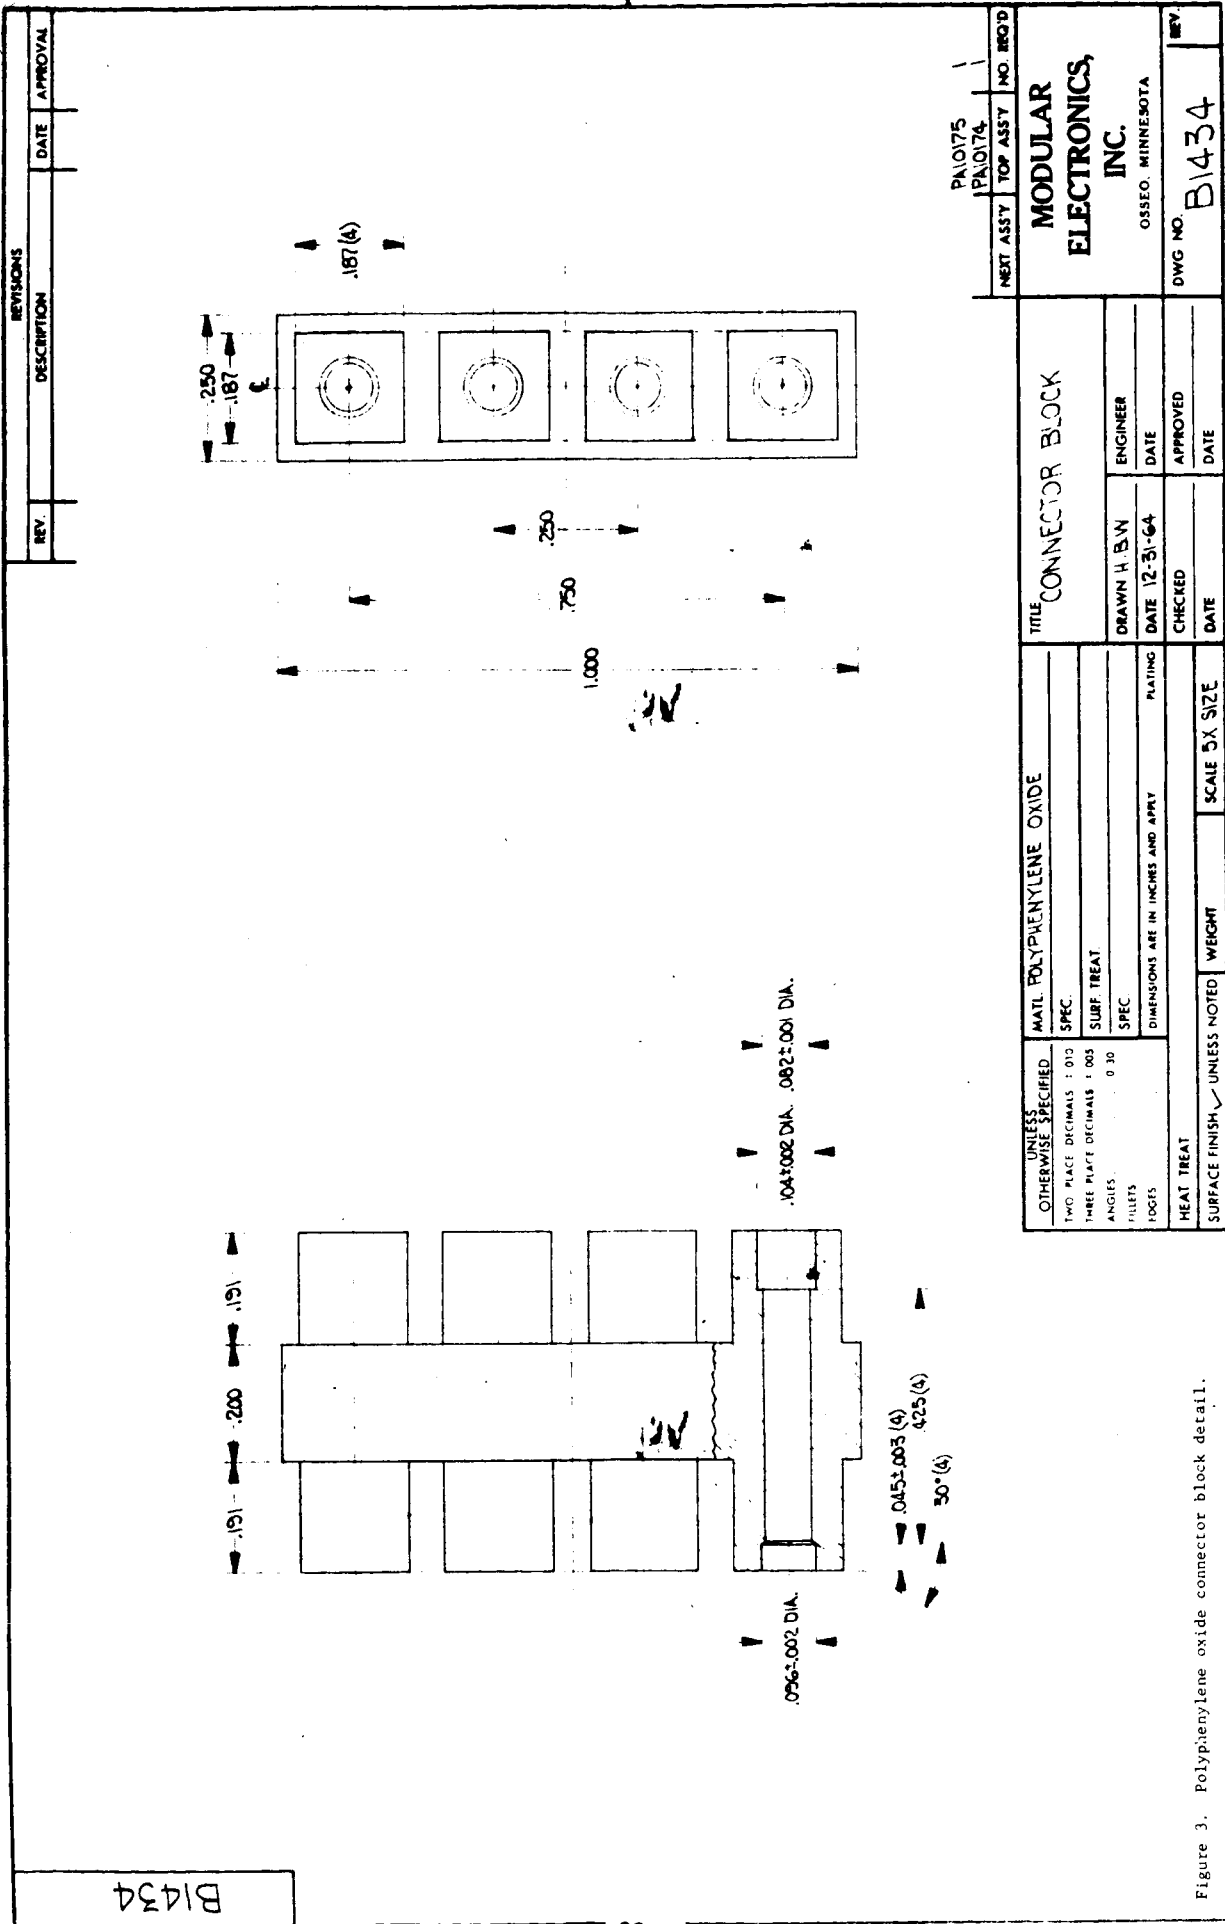 REVISIONS
REV. DESCRIPTION DATE APPROVAL
.250
.187
℄
.187(4)
.250
.750
1.000
.191 .200 .191
.104±.002 DIA. .082±.001 DIA.
.096±.002 DIA.
.045±.003 (4)
.425(4)
30°(4)
PA10175 1
PA10174 1
NEXT ASS'Y TOP ASS'Y NO. REQ'D
UNLESS
OTHERWISE SPECIFIED
TWO PLACE DECIMALS ± 010
THREE PLACE DECIMALS ± 005
ANGLES 0 30
FILLETS
EDGES
HEAT TREAT
SURFACE FINISH ✓ UNLESS NOTED
WEIGHT
SCALE 5X SIZE
MATL. POLYPHENYLENE OXIDE
SPEC.
SURF. TREAT.
SPEC.
DIMENSIONS ARE IN INCHES AND APPLY PLATING
TITLE CONNECTOR BLOCK
DRAWN H.B.W ENGINEER
DATE 12-31-64 DATE
CHECKED APPROVED
DATE DATE
MODULAR
ELECTRONICS,
INC.
OSSEO, MINNESOTA
DWG NO. B1434 REV.
B1434
Figure 3. Polyphenylene oxide connector block detail.